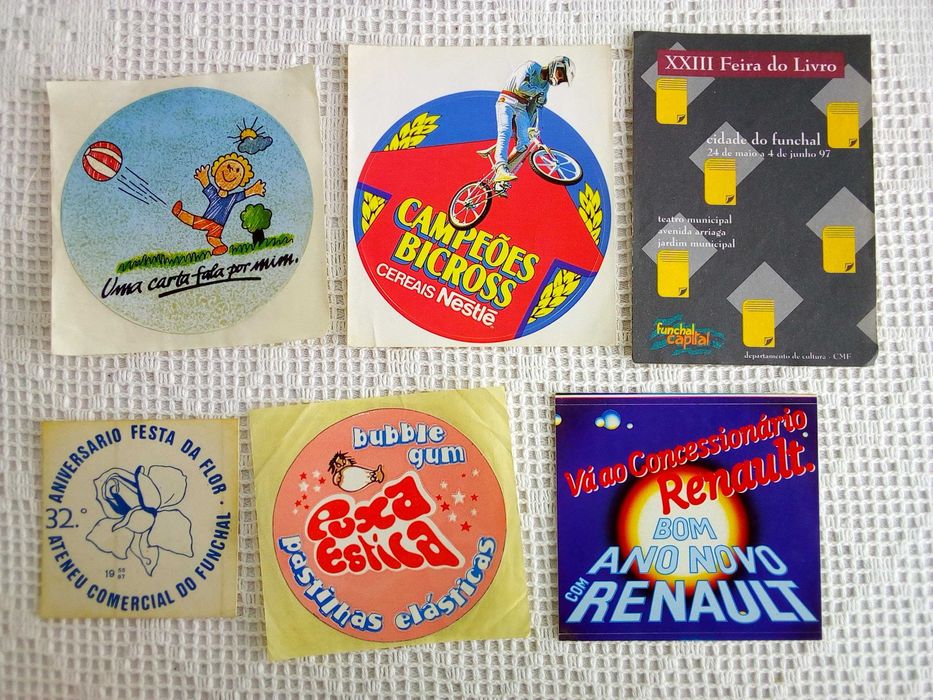 Uma carta fala por mim.
CAMPEÕES
BICROSS
CEREAIS Nestlé
XXIII Feira do Livro
cidade do funchal
24 de maio a 4 de junho 97
teatro municipal
avenida arriaga
jardim municipal
funchal
capital
departamento de cultura - CMF
32.º ANIVERSARIO FESTA DA FLOR
ATENEU COMERCIAL DO FUNCHAL
19 55
87
bubble
gum
Puxa
Estica
pastilhas elásticas
Vá ao Concessionário
Renault.
BOM
ANO NOVO
COM
RENAULT